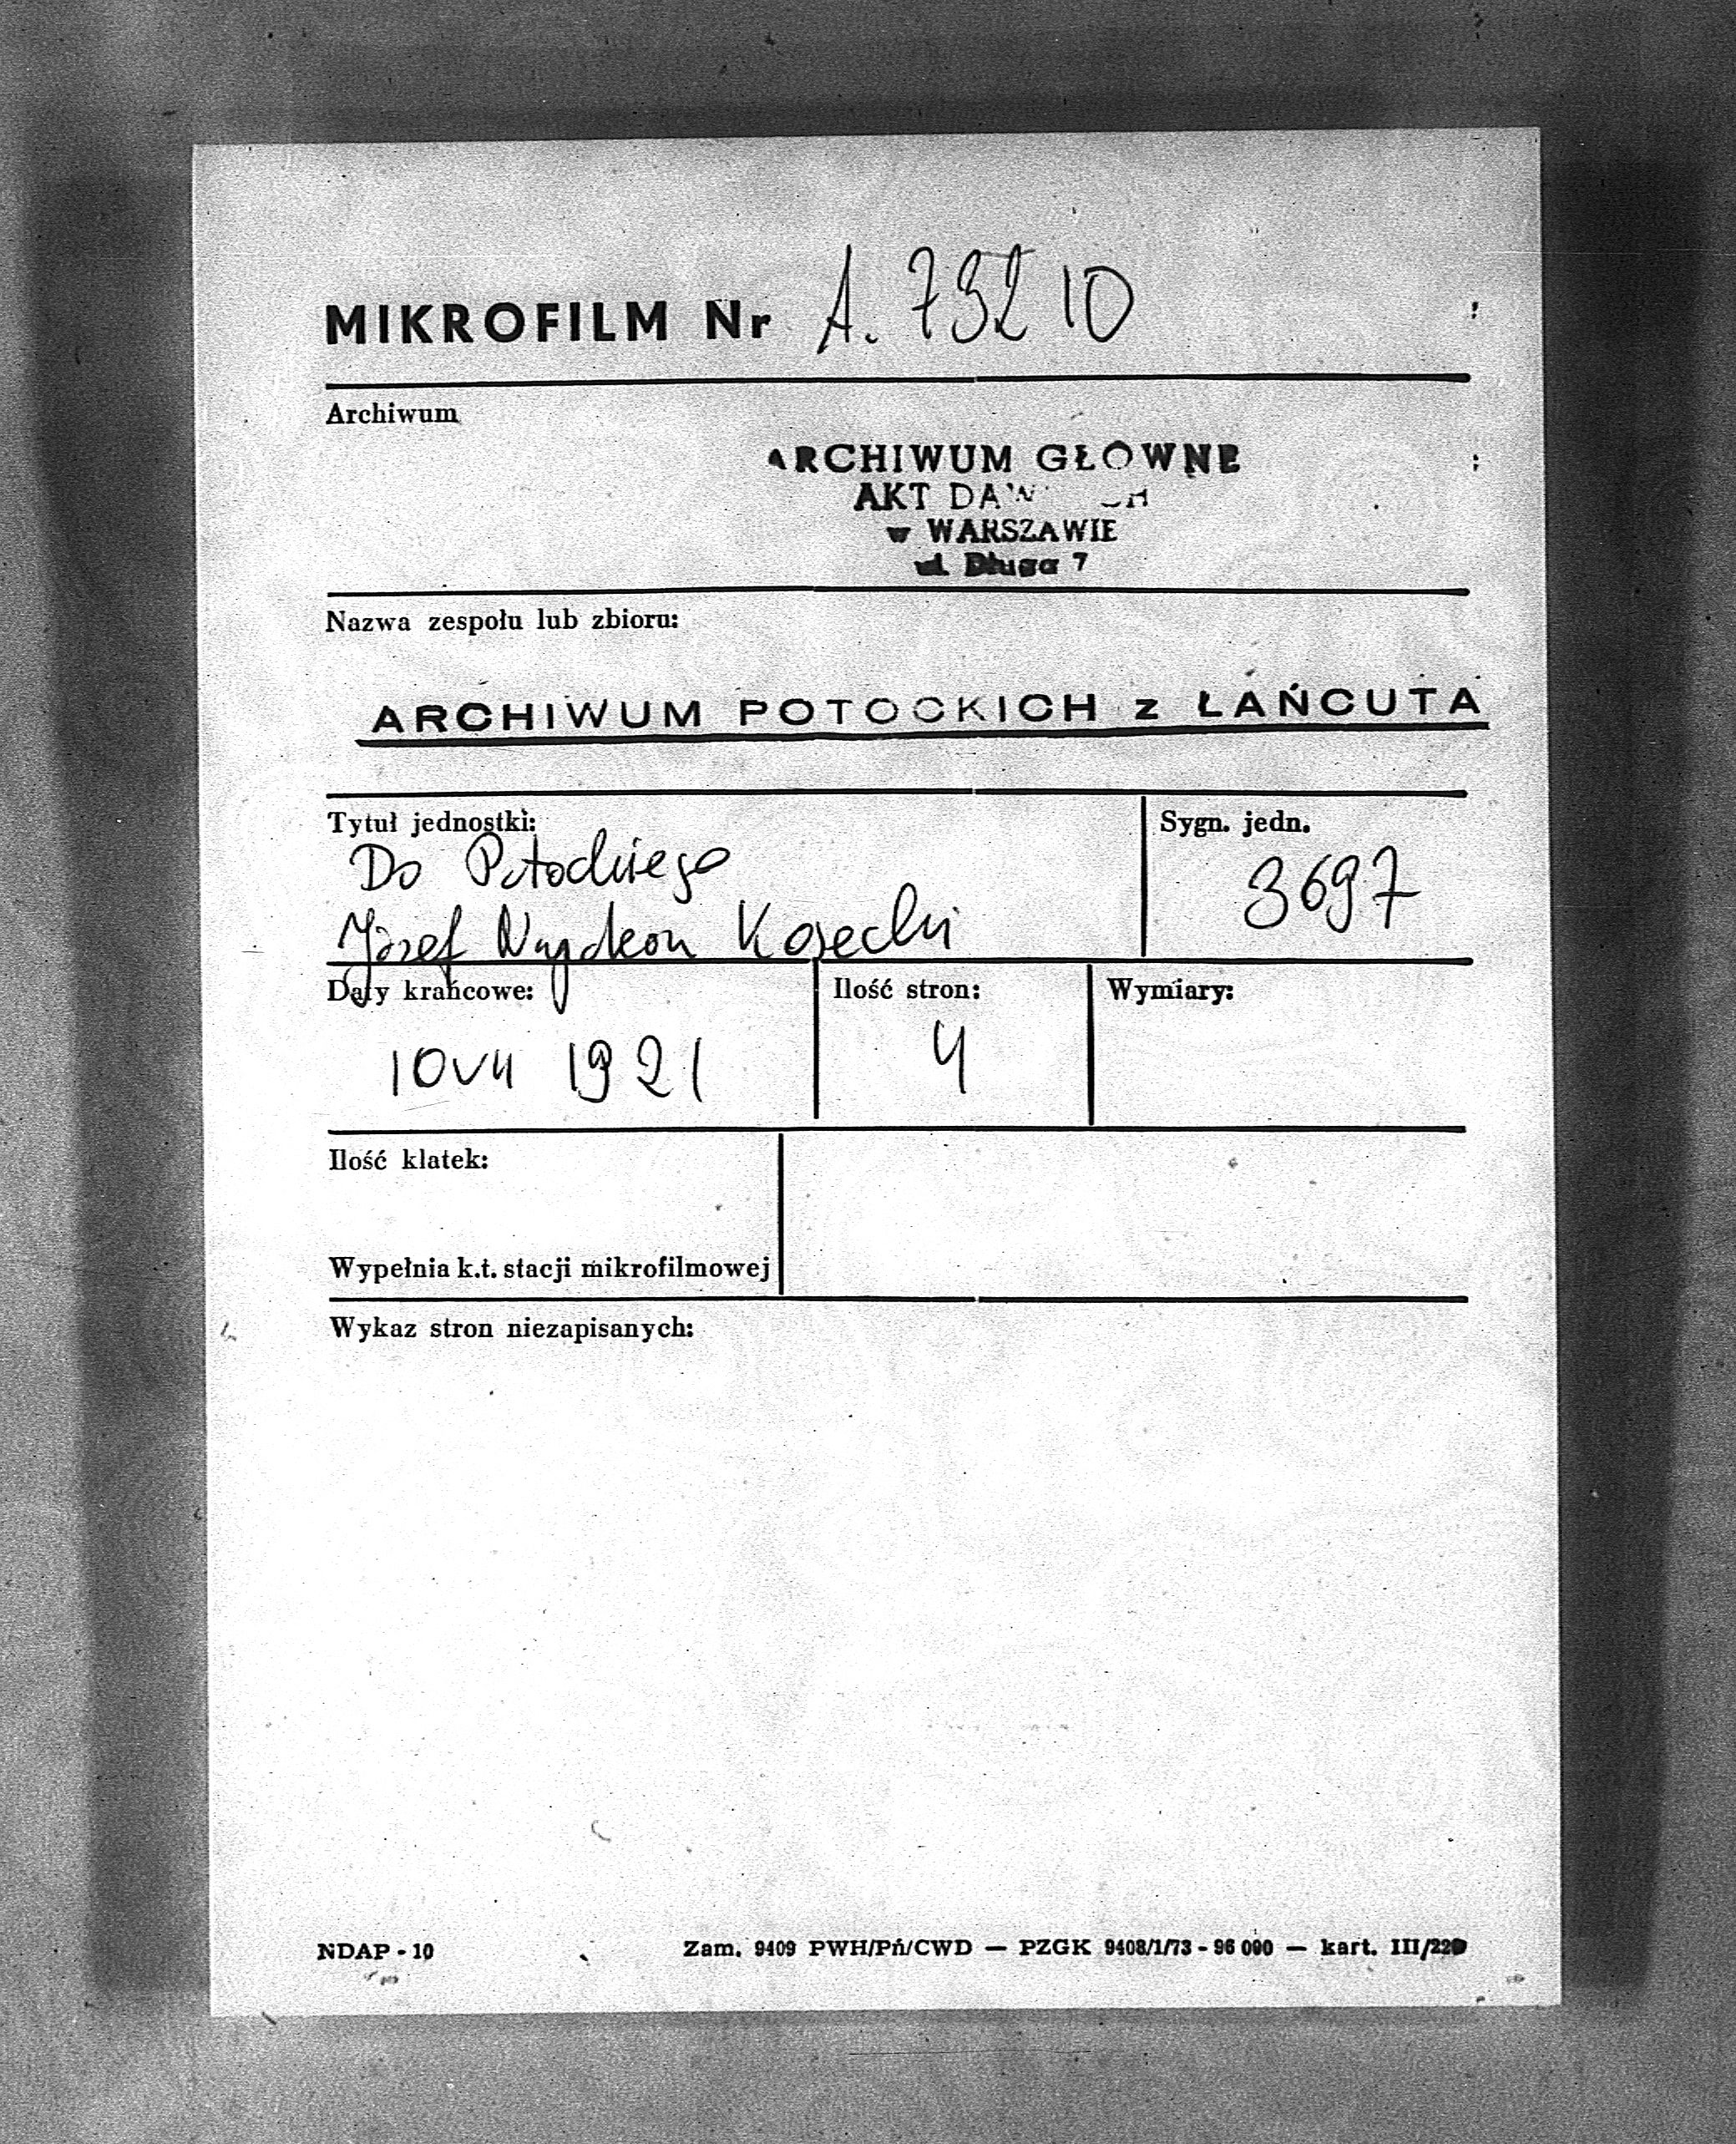 MIKROFILM Nr A. 73210
Archiwum
ARCHIWUM GŁÓWNE
AKT
w WARSZAWIE
ul. Długa 7
Nazwa zespołu lub zbioru:
ARCHIWUM POTOCKICH z ŁAŃCUTA
Tytuł jednostki:
Sygn. jedn.
Do Potockiego
Józef Kosecki
3697
Daty krańcowe:
Ilość stron:
Wymiary:
10 VII 1921
4
Ilość klatek:
Wypełnia k.t. stacji mikrofilmowej
Wykaz stron niezapisanych:
NDAP - 10
Zam. 9409 PWH/Pń/CWD — PZGK 9408/1/73 - 96 000 — kart. III/220